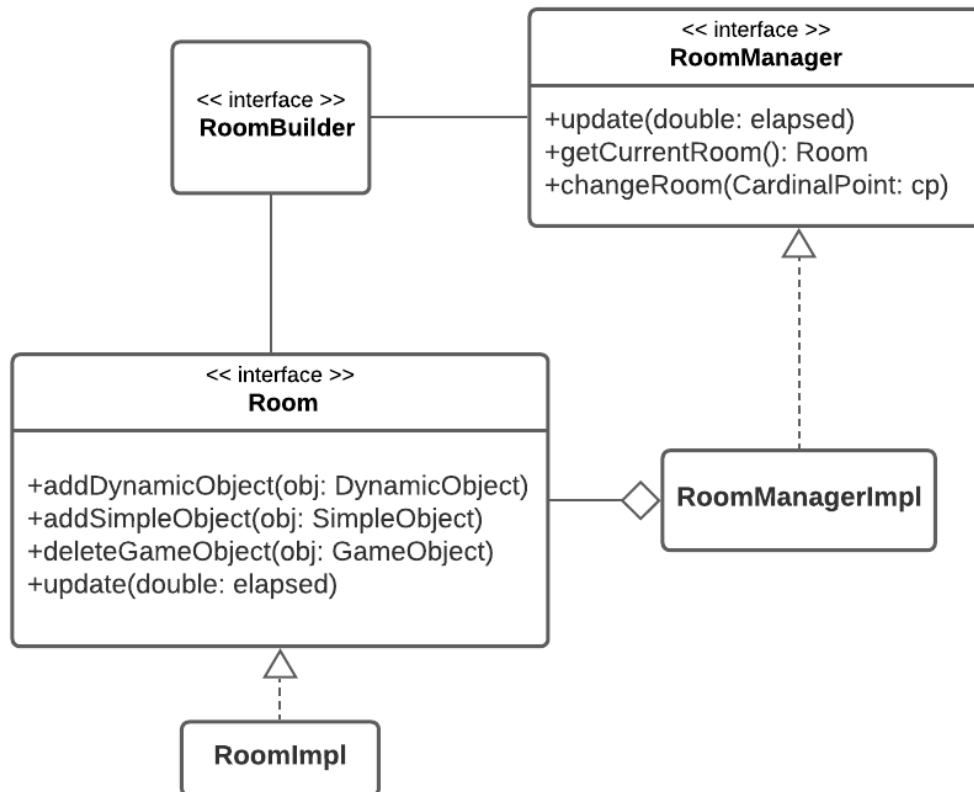 << interface >>
RoomBuilder
<< interface >>
RoomManager
+update(double: elapsed)
+getCurrentRoom(): Room
+changeRoom(CardinalPoint: cp)
<< interface >>
Room
+addDynamicObject(obj: DynamicObject)
+addSimpleObject(obj: SimpleObject)
+deleteGameObject(obj: GameObject)
+update(double: elapsed)
RoomManagerImpl
RoomImpl